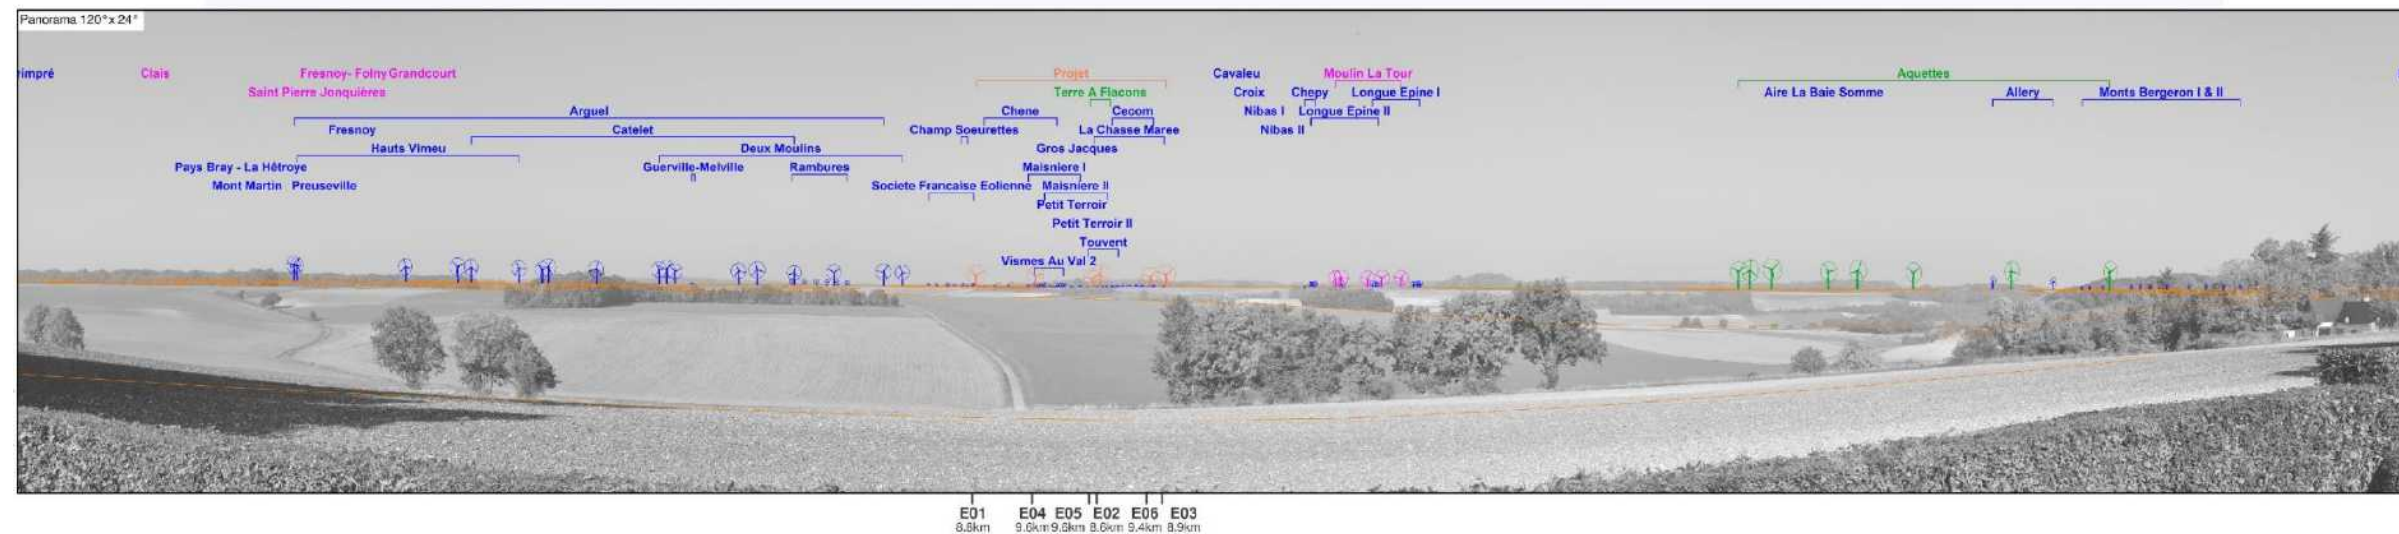 Panorama 120°x 24°
rimpré Clais Fresnoy- Folny Grandcourt Projet Cavaleu Moulin La Tour Aquettes
Saint Pierre Jonquières Terre A Flacons Croix Chepy Longue Epine I Aire La Baie Somme Allery Monts Bergeron I & II
Arguel Chene Cecom Nibas I Longue Epine II
Fresnoy Catelet Champ Soeurettes La Chasse Maree Nibas II
Hauts Vimeu Deux Moulins Gros Jacques
Pays Bray - La Hêtroye Guerville-Melville Rambures Maisniere I
Mont Martin Preuseville Societe Francaise Eolienne Maisniere II
Petit Terroir
Petit Terroir II
Touvent
Vismes Au Val 2
E01 E04 E05 E02 E06 E03
8.8km 9.6km 9.6km 8.6km 9.4km 8.9km